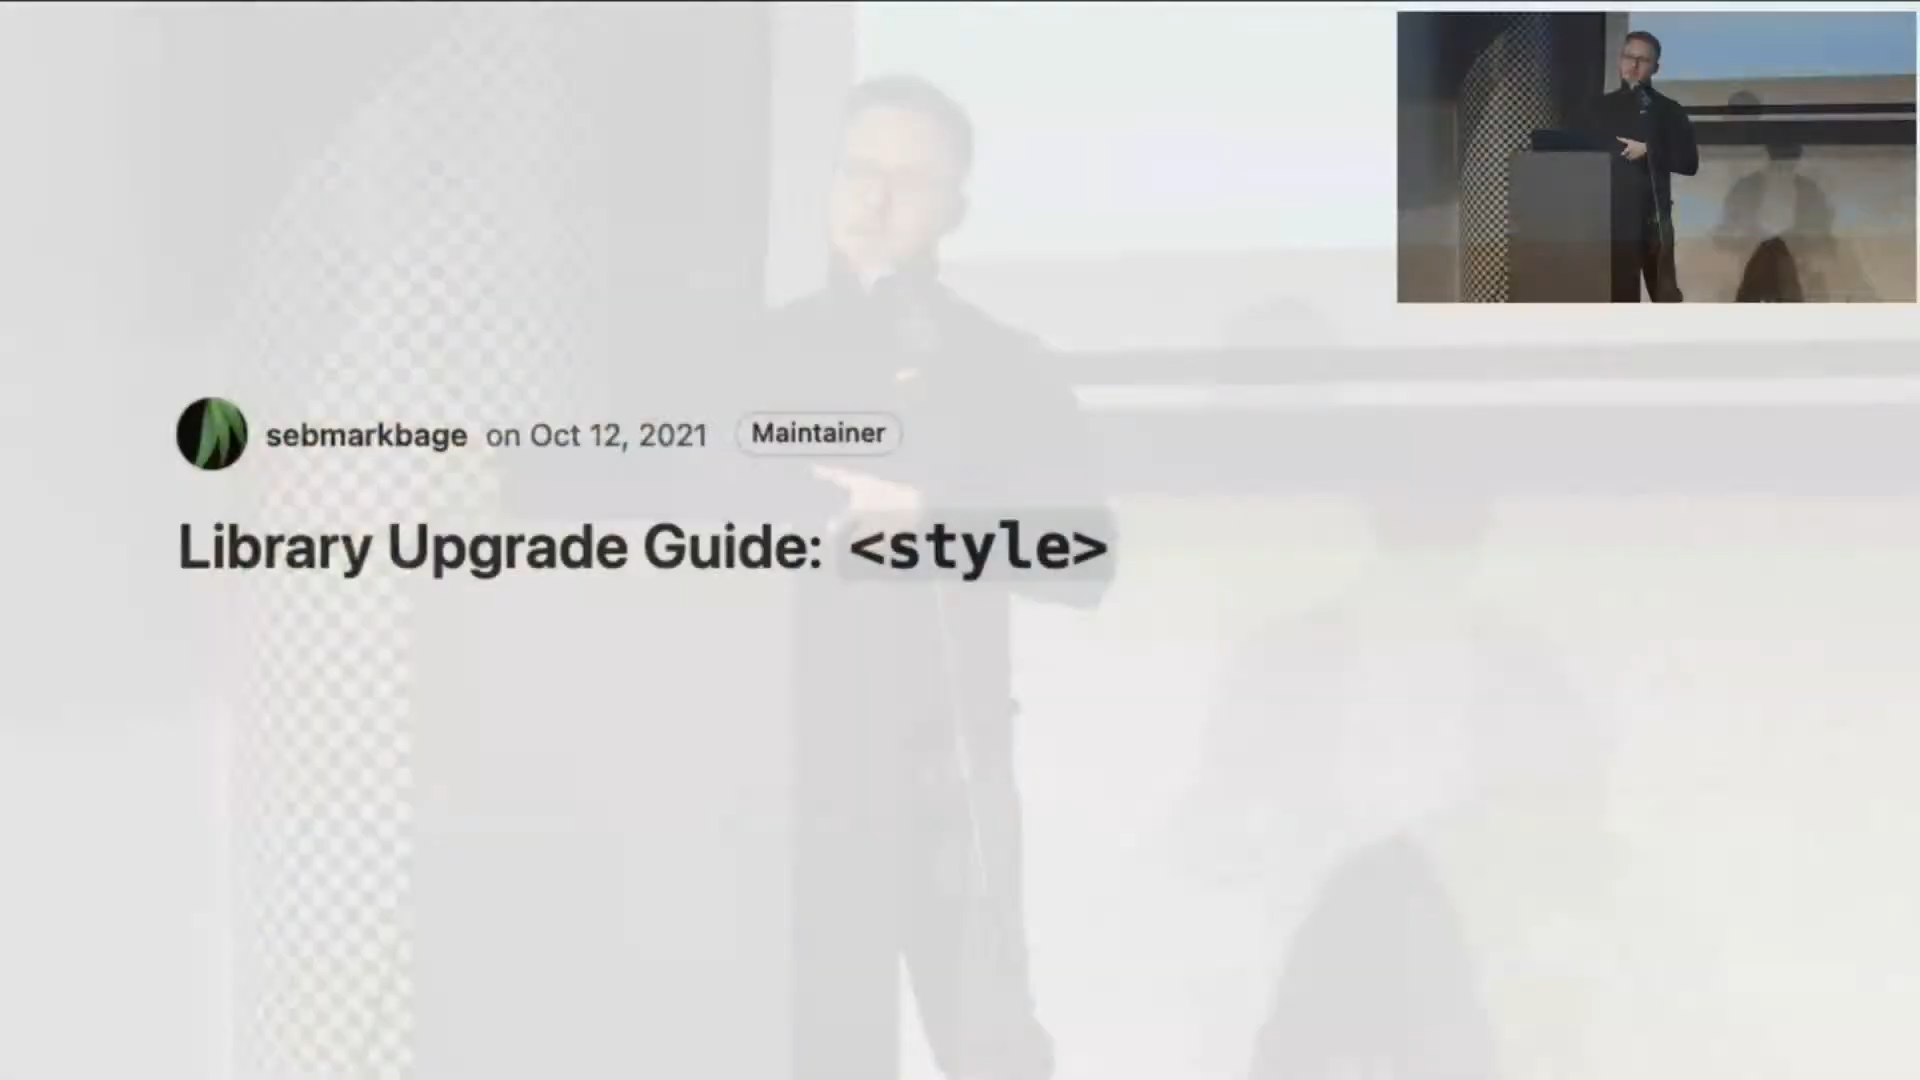 sebmarkbage on Oct 12, 2021 Maintainer
Library Upgrade Guide: <style>